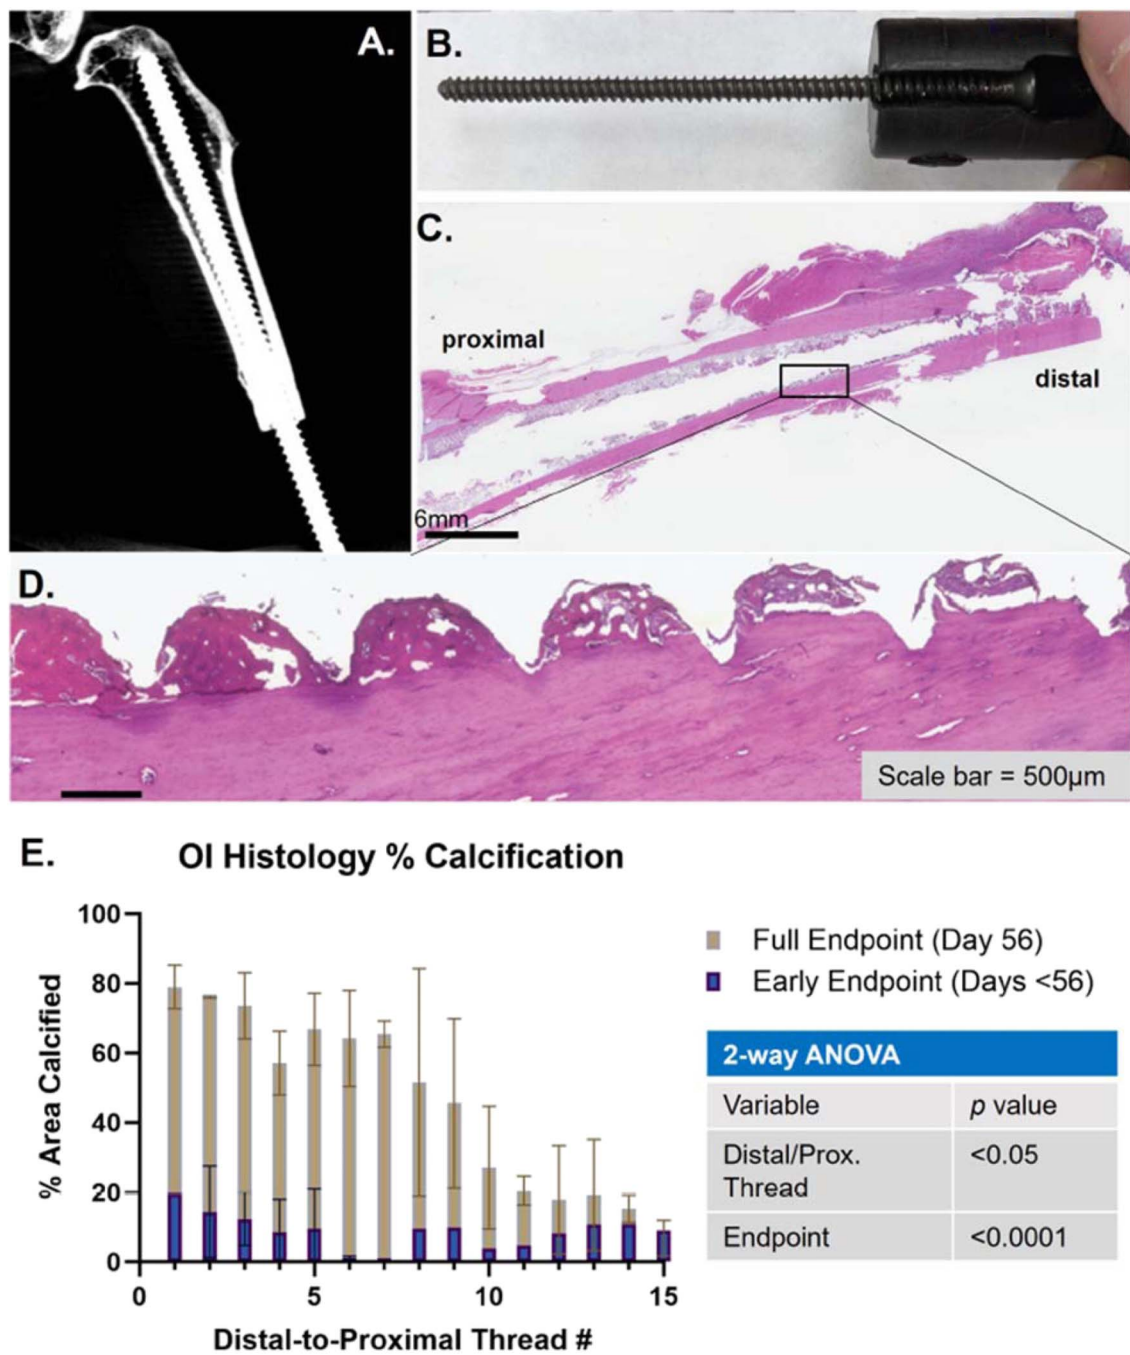 A.
B.
C.
proximal
distal
6mm
D.
Scale bar = 500µm
E.
OI Histology % Calcification
100
80
60
40
20
0
% Area Calcified
0
5
10
15
Distal-to-Proximal Thread #
Full Endpoint (Day 56)
Early Endpoint (Days <56)
2-way ANOVA
Variable
p value
Distal/Prox.
Thread
<0.05
Endpoint
<0.0001